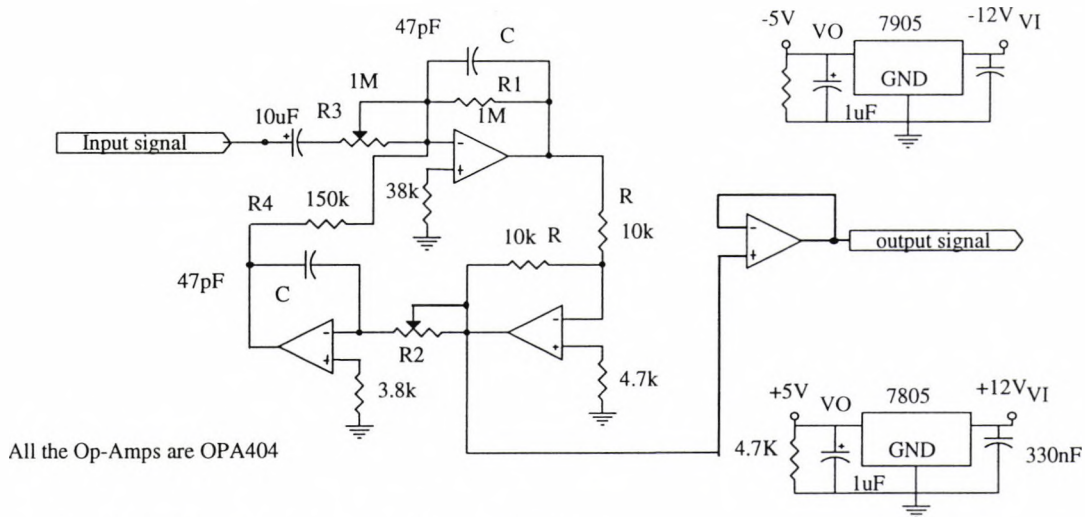 47pF
C
1M
R1
1M
10uF
+
R3
Input signal
-
+
38k
R4
150k
R
10k
10k
R
47pF
C
-
+
R2
3.8k
-
+
4.7k
-
+
output signal
-5V
VO
7905
-12V
VI
GND
+
1uF
+5V
VO
7805
+12V
VI
GND
4.7K
+
1uF
330nF
All the Op-Amps are OPA404